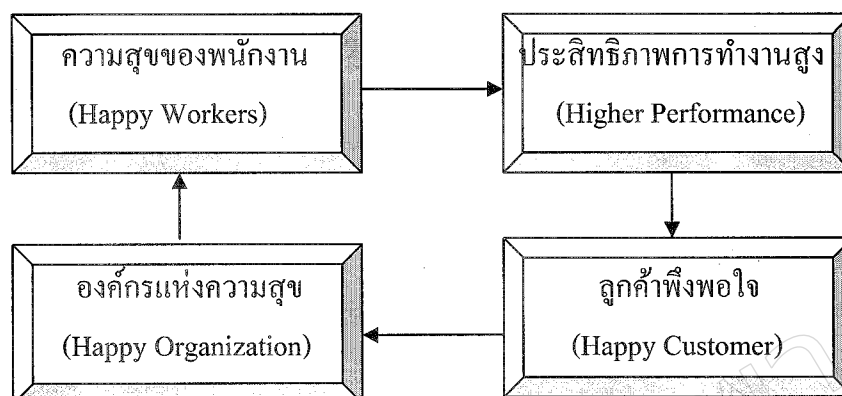 ความสุขของพนักงาน
(Happy Workers)
ประสิทธิภาพการทำงานสูง
(Higher Performance)
องค์กรแห่งความสุข
(Happy Organization)
ลูกค้าพึงพอใจ
(Happy Customer)